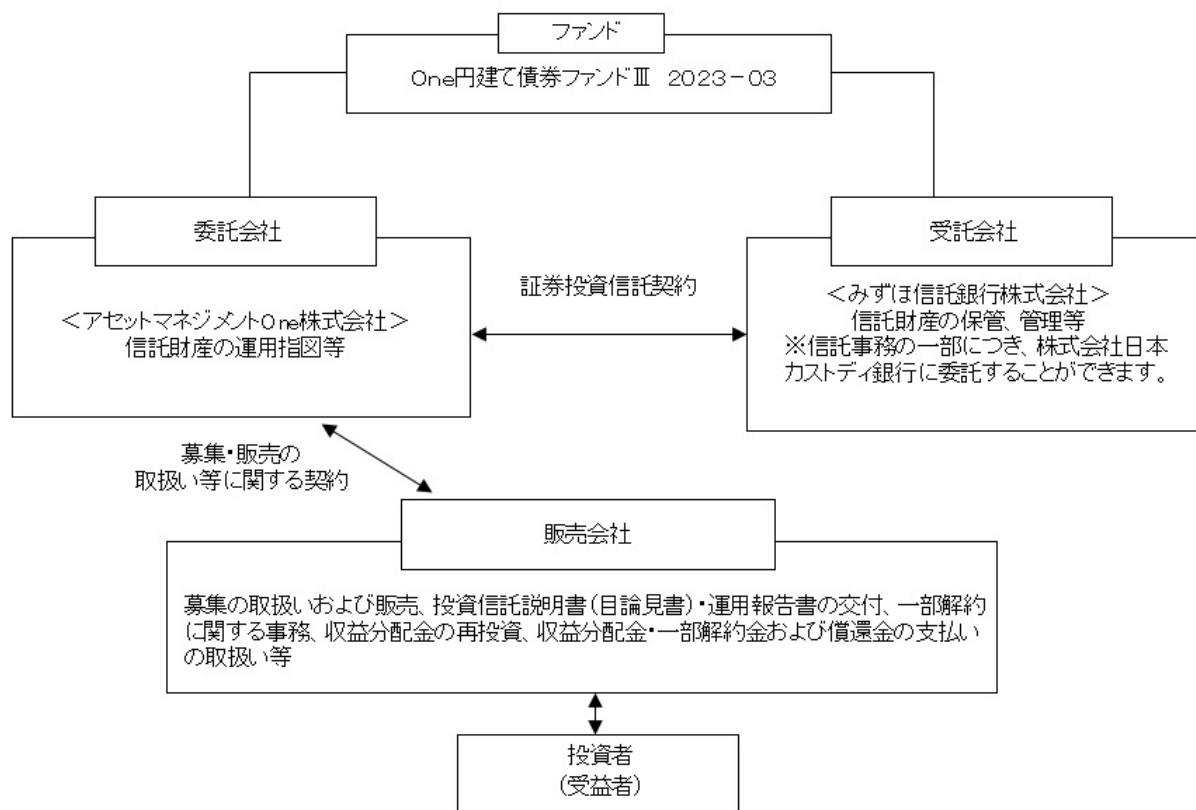 ファンド
One円建て債券ファンドⅢ 2023-03
委託会社
<アセットマネジメントOne株式会社>
信託財産の運用指図等
証券投資信託契約
受託会社
<みずほ信託銀行株式会社>
信託財産の保管、管理等
※信託事務の一部につき、株式会社日本
カストディ銀行に委託することができます。
募集・販売の
取扱い等に関する契約
販売会社
募集の取扱いおよび販売、投資信託説明書(目論見書)・運用報告書の交付、一部解約
に関する事務、収益分配金の再投資、収益分配金・一部解約金および償還金の支払い
の取扱い等
投資者
(受益者)